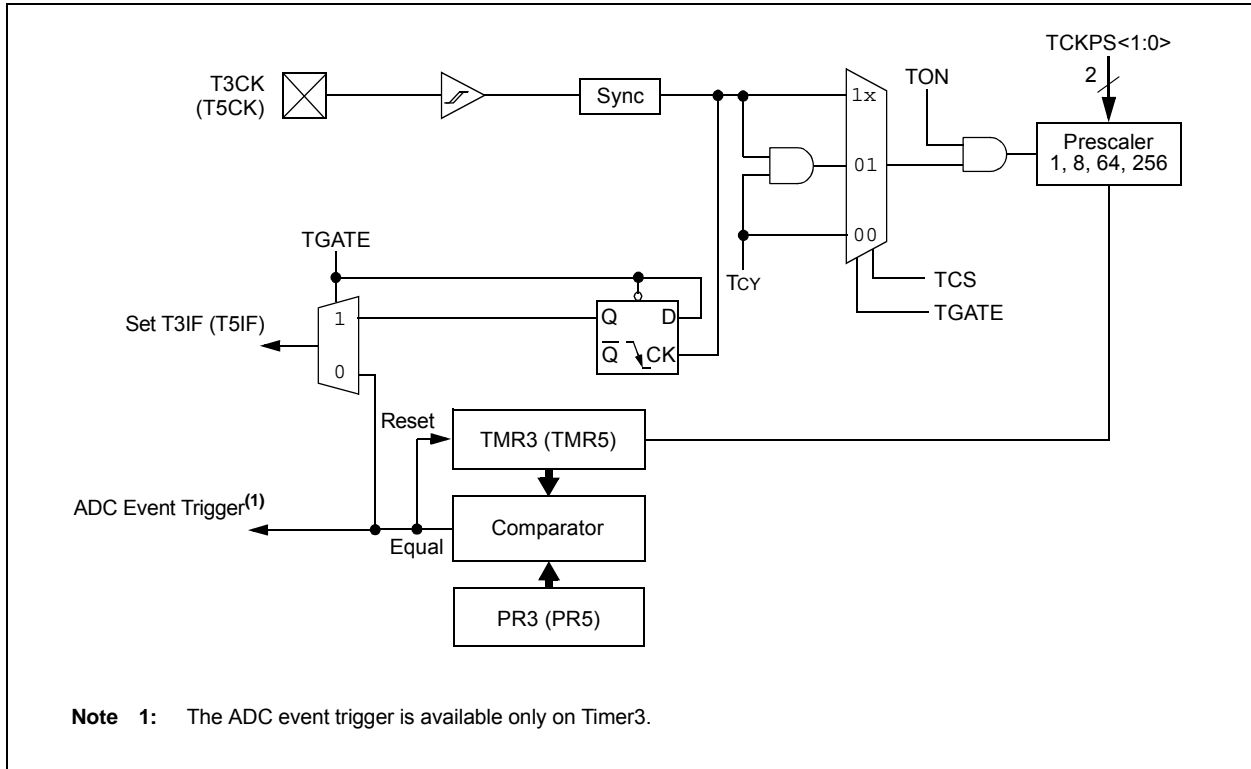 TCKPS<1:0>
2
TON
T3CK
(T5CK)
Sync
1x
01
00
Prescaler
1, 8, 64, 256
TCY
TCS
TGATE
TGATE
Set T3IF (T5IF)
1
0
Q
D
Q
CK
Reset
TMR3 (TMR5)
ADC Event Trigger(1)
Equal
Comparator
PR3 (PR5)
Note 1: The ADC event trigger is available only on Timer3.